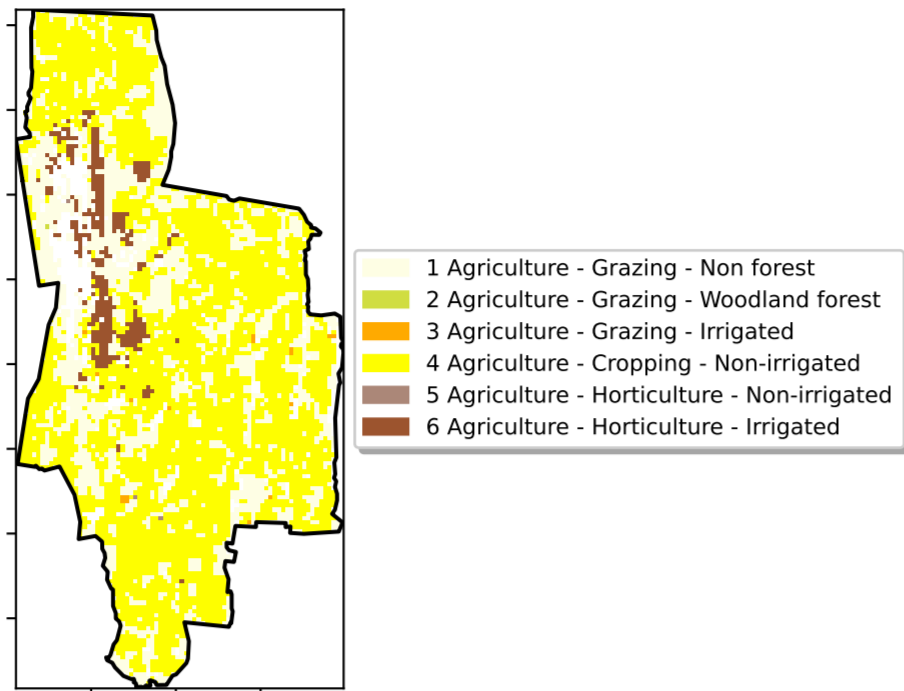 1 Agriculture - Grazing - Non forest
2 Agriculture - Grazing - Woodland forest
3 Agriculture - Grazing - Irrigated
4 Agriculture - Cropping - Non-irrigated
5 Agriculture - Horticulture - Non-irrigated
6 Agriculture - Horticulture - Irrigated